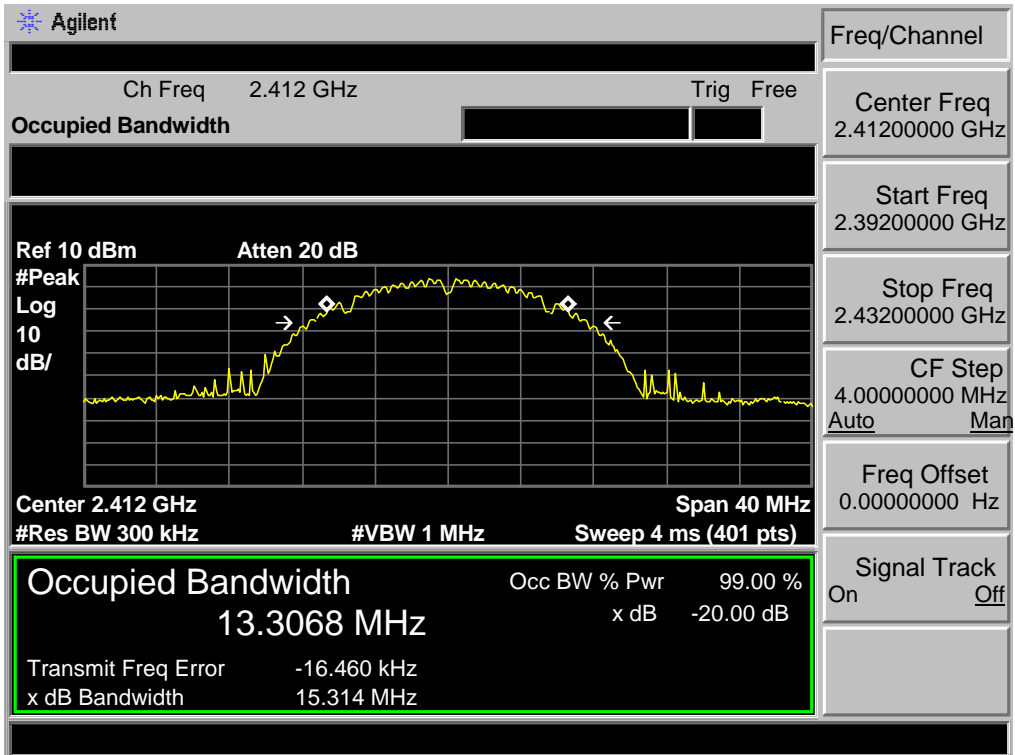 Agilent
Freq/Channel
Ch Freq 2.412 GHz Trig Free
Occupied Bandwidth
Center Freq
2.41200000 GHz
Start Freq
2.39200000 GHz
Stop Freq
2.43200000 GHz
CF Step
4.00000000 MHz
Auto Man
Freq Offset
0.00000000 Hz
Signal Track
On Off
Ref 10 dBm Atten 20 dB
#Peak
Log
10
dB/
Center 2.412 GHz Span 40 MHz
#Res BW 300 kHz #VBW 1 MHz Sweep 4 ms (401 pts)
Occupied Bandwidth Occ BW % Pwr 99.00 %
13.3068 MHz x dB -20.00 dB
Transmit Freq Error -16.460 kHz
x dB Bandwidth 15.314 MHz